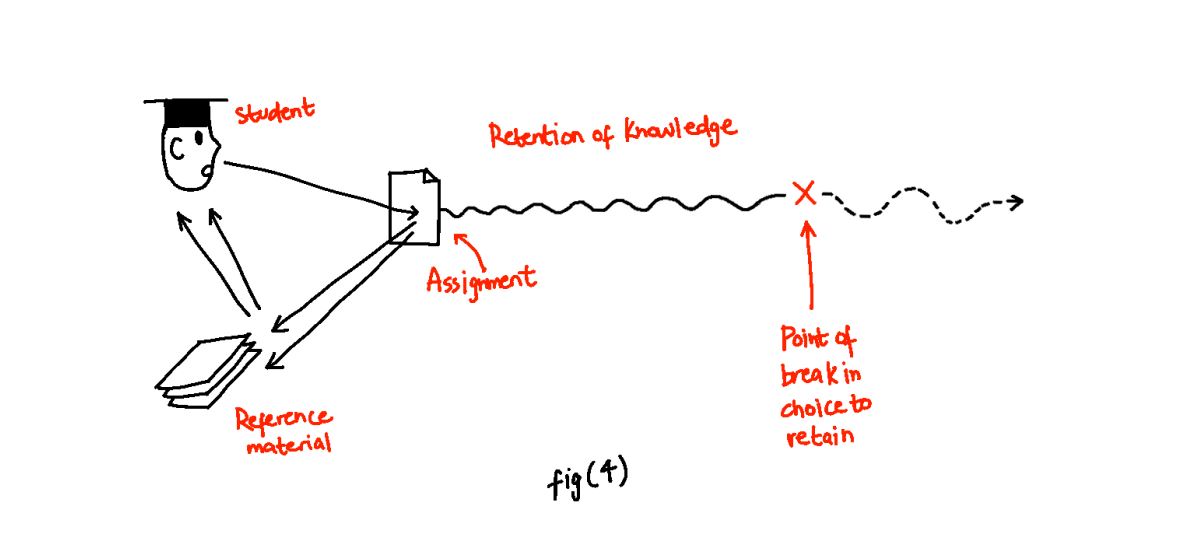 Student
Retention of Knowledge
Assignment
Point of
break in
choice to
retain
Reference
material
fig(4)